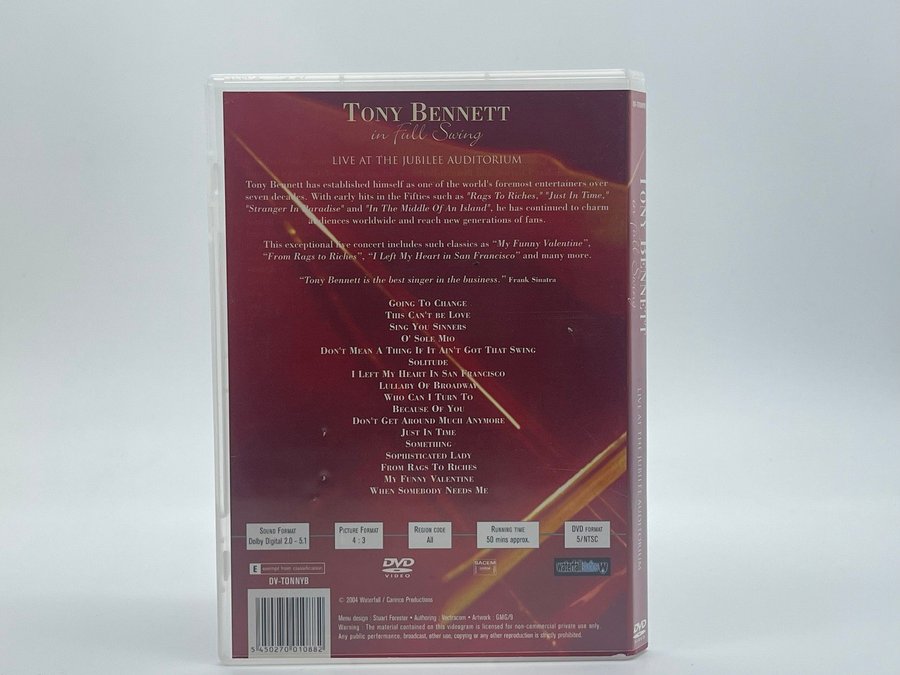 TONY BENNETT
in Full Swing
LIVE AT THE JUBILEE AUDITORIUM
Tony Bennett has established himself as one of the world's foremost entertainers over
seven decades. With early hits in the Fifties such as "Rags To Riches," "Just In Time,"
"Stranger In Paradise" and "In The Middle Of An Island", he has continued to charm
audiences worldwide and reach new generations of fans.
This exceptional live concert includes such classics as "My Funny Valentine",
"From Rags to Riches", "I Left My Heart in San Francisco" and many more.
"Tony Bennett is the best singer in the business." Frank Sinatra
GOING TO CHANGE
THIS CAN'T BE LOVE
SING YOU SINNERS
O' SOLE MIO
DON'T MEAN A THING IF IT AIN'T GOT THAT SWING
SOLITUDE
I LEFT MY HEART IN SAN FRANCISCO
LULLABY OF BROADWAY
WHO CAN I TURN TO
BECAUSE OF YOU
DON'T GET AROUND MUCH ANYMORE
JUST IN TIME
SOMETHING
SOPHISTICATED LADY
FROM RAGS TO RICHES
MY FUNNY VALENTINE
WHEN SOMEBODY NEEDS ME
SOUND FORMAT
Dolby Digital 2.0 - 5.1
PICTURE FORMAT
4 : 3
REGION CODE
All
RUNNING TIME
50 mins approx.
DVD FORMAT
5/NTSC
E exempt from classification
DV-TONNYB
DVD
VIDEO
SACEM
waterfall
© 2004 Waterfall / Carinco Productions
Menu design : Stuart Forester • Authoring : Vectracom • Artwork : GMG/9
Warning : The material contained on this videogram is licensed for non-commercial private use only.
Any public performance, broadcast, other use, copying or any other reproduction is strictly prohibited.
5 450270 010882
TONY BENNETT
in full Swing
LIVE AT THE JUBILEE AUDITORIUM
DVD